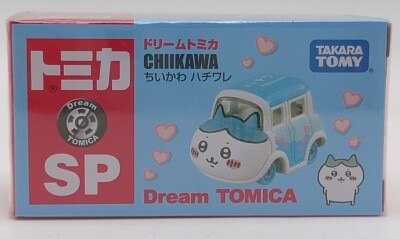 トミカ
®
Dream
TOMICA
SP
ドリームトミカ
CHIIKAWA
ちいかわ ハチワレ
TAKARA
TOMY
Dream TOMICA